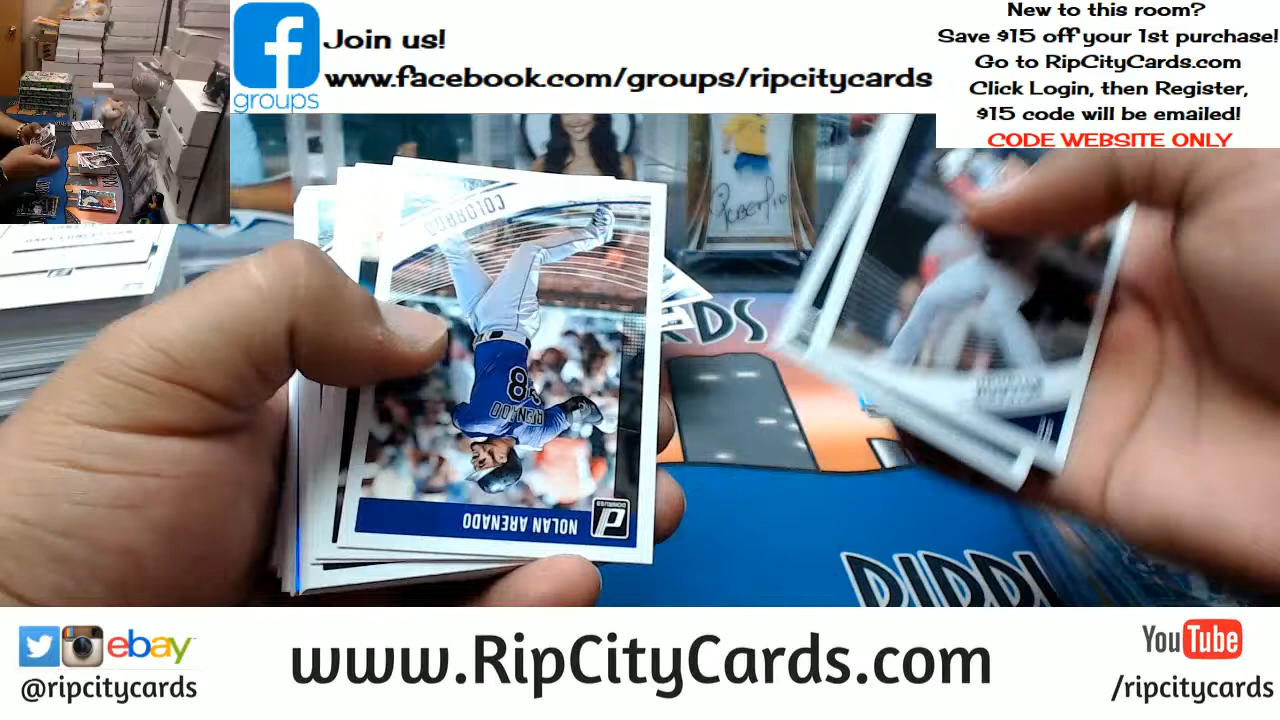 Join us!
www.facebook.com/groups/ripcitycards
groups
New to this room?
Save $15 off your 1st purchase!
Go to RipCityCards.com
Click Login, then Register,
$15 code will be emailed!
CODE WEBSITE ONLY
COLORADO
ARENADO
NOLAN ARENADO
DONRUSS
ebay
@ripcitycards
www.RipCityCards.com
YouTube
/ripcitycards